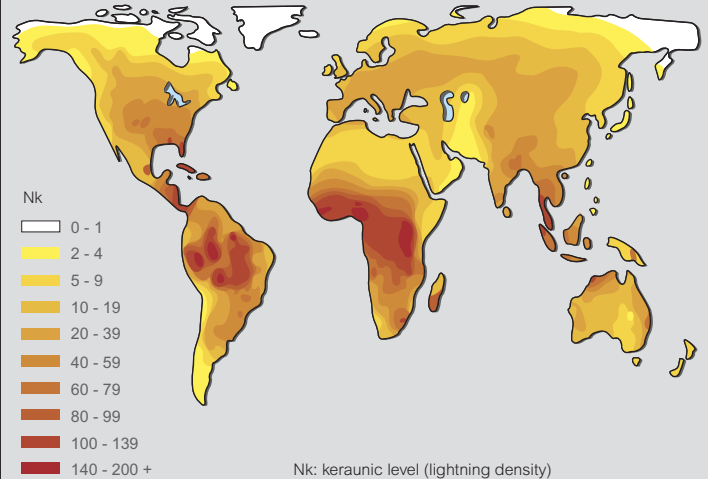 Nk
0 - 1
2 - 4
5 - 9
10 - 19
20 - 39
40 - 59
60 - 79
80 - 99
100 - 139
140 - 200 +
Nk: keraunic level (lightning density)